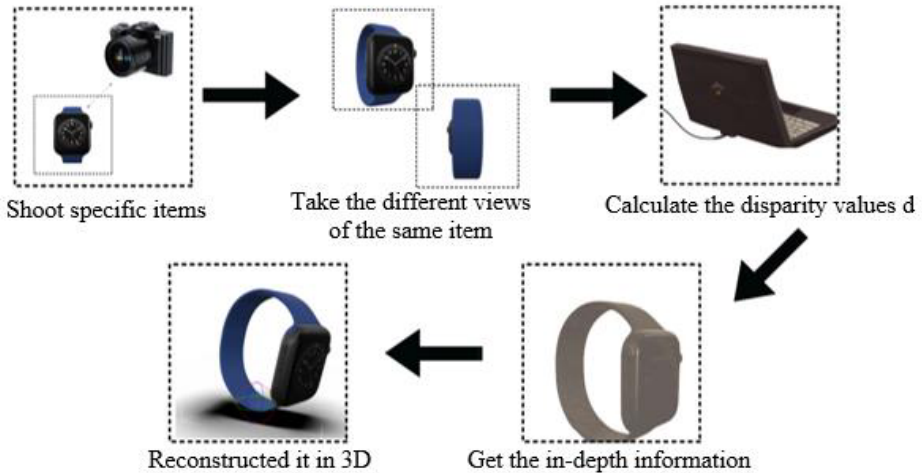 Shoot specific items
Take the different views
of the same item
Calculate the disparity values d
Get the in-depth information
Reconstructed it in 3D